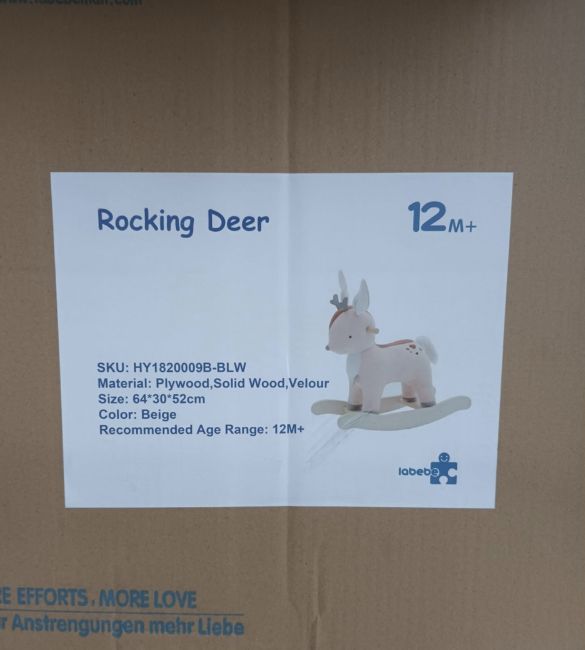 Rocking Deer
12M+
SKU: HY1820009B-BLW
Material: Plywood,Solid Wood,Velour
Size: 64*30*52cm
Color: Beige
Recommended Age Range: 12M+
labebe
EFFORTS, MORE LOVE
Anstrengungen mehr Liebe